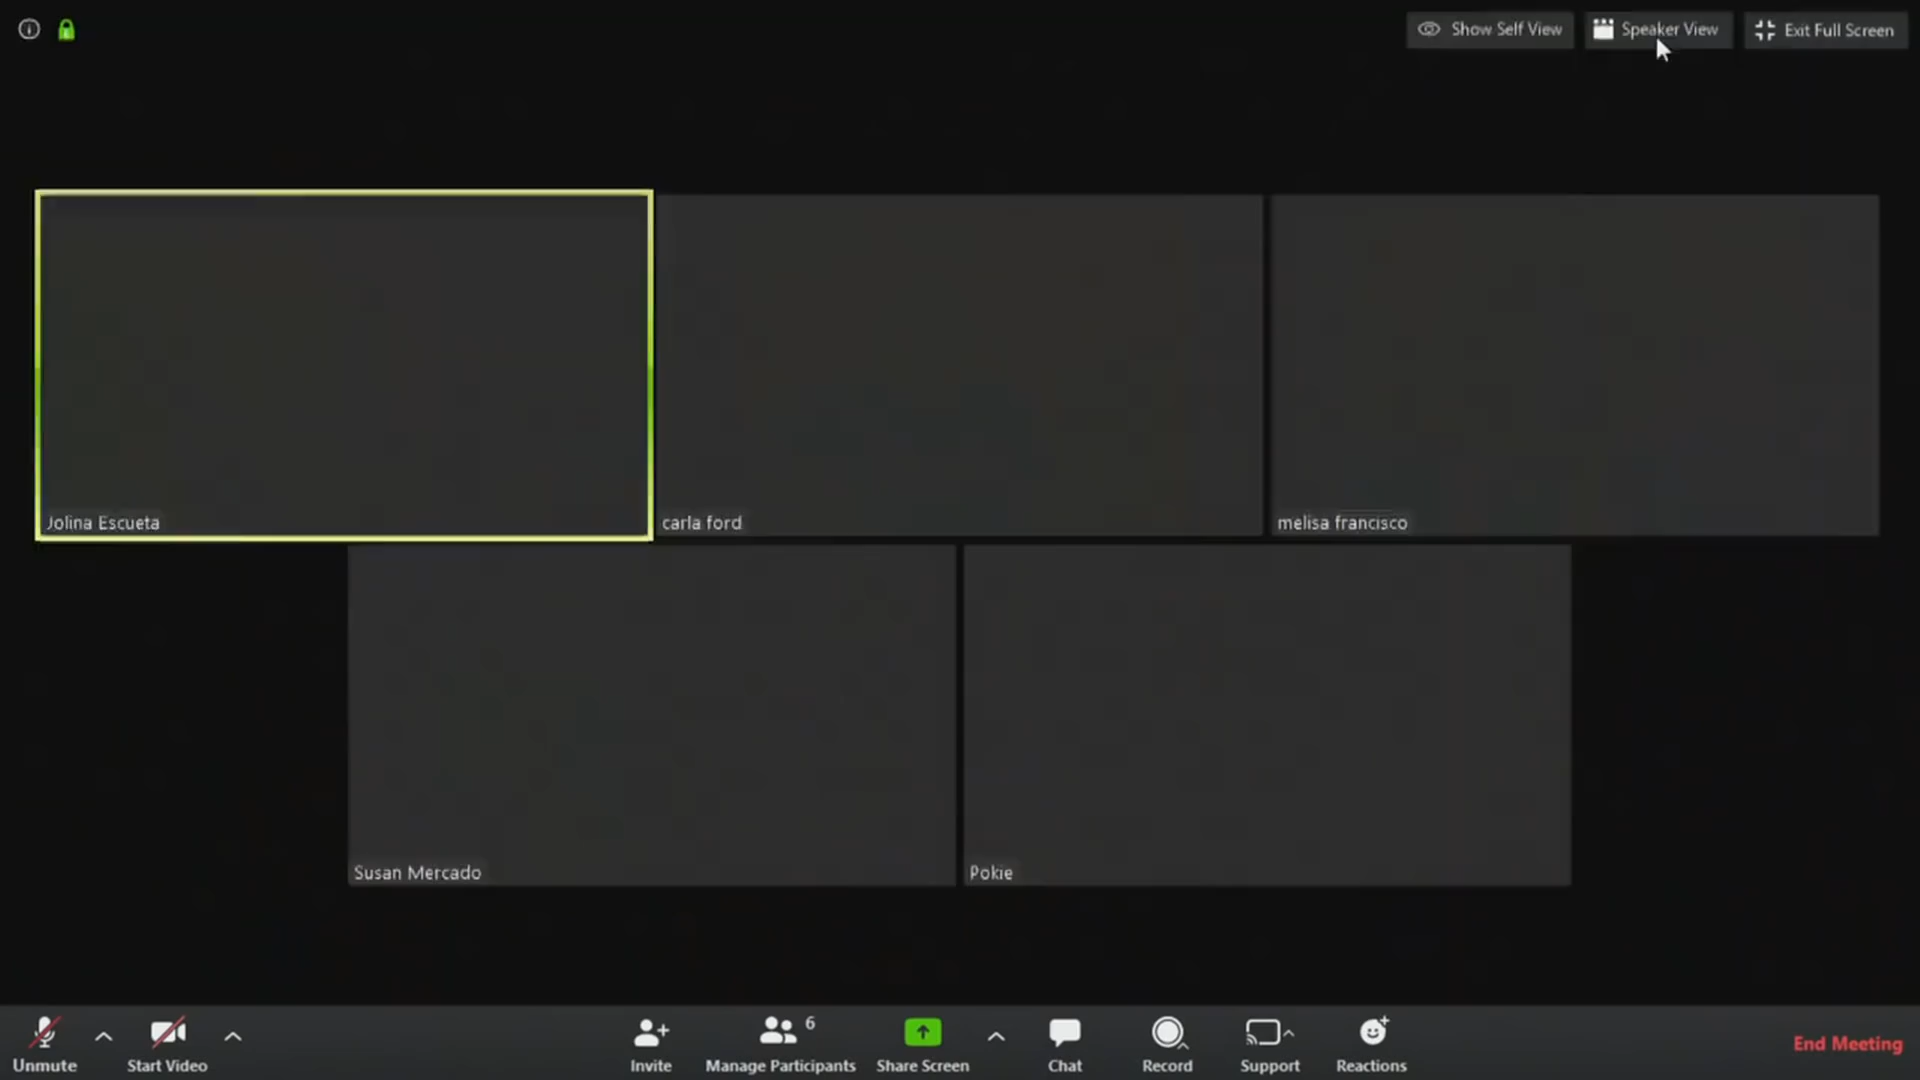 Show Self View
Speaker View
Exit Full Screen
Jolina Escueta
carla ford
melisa francisco
Susan Mercado
Pokie
Unmute
Start Video
Invite
6
Manage Participants
Share Screen
Chat
Record
Support
Reactions
End Meeting